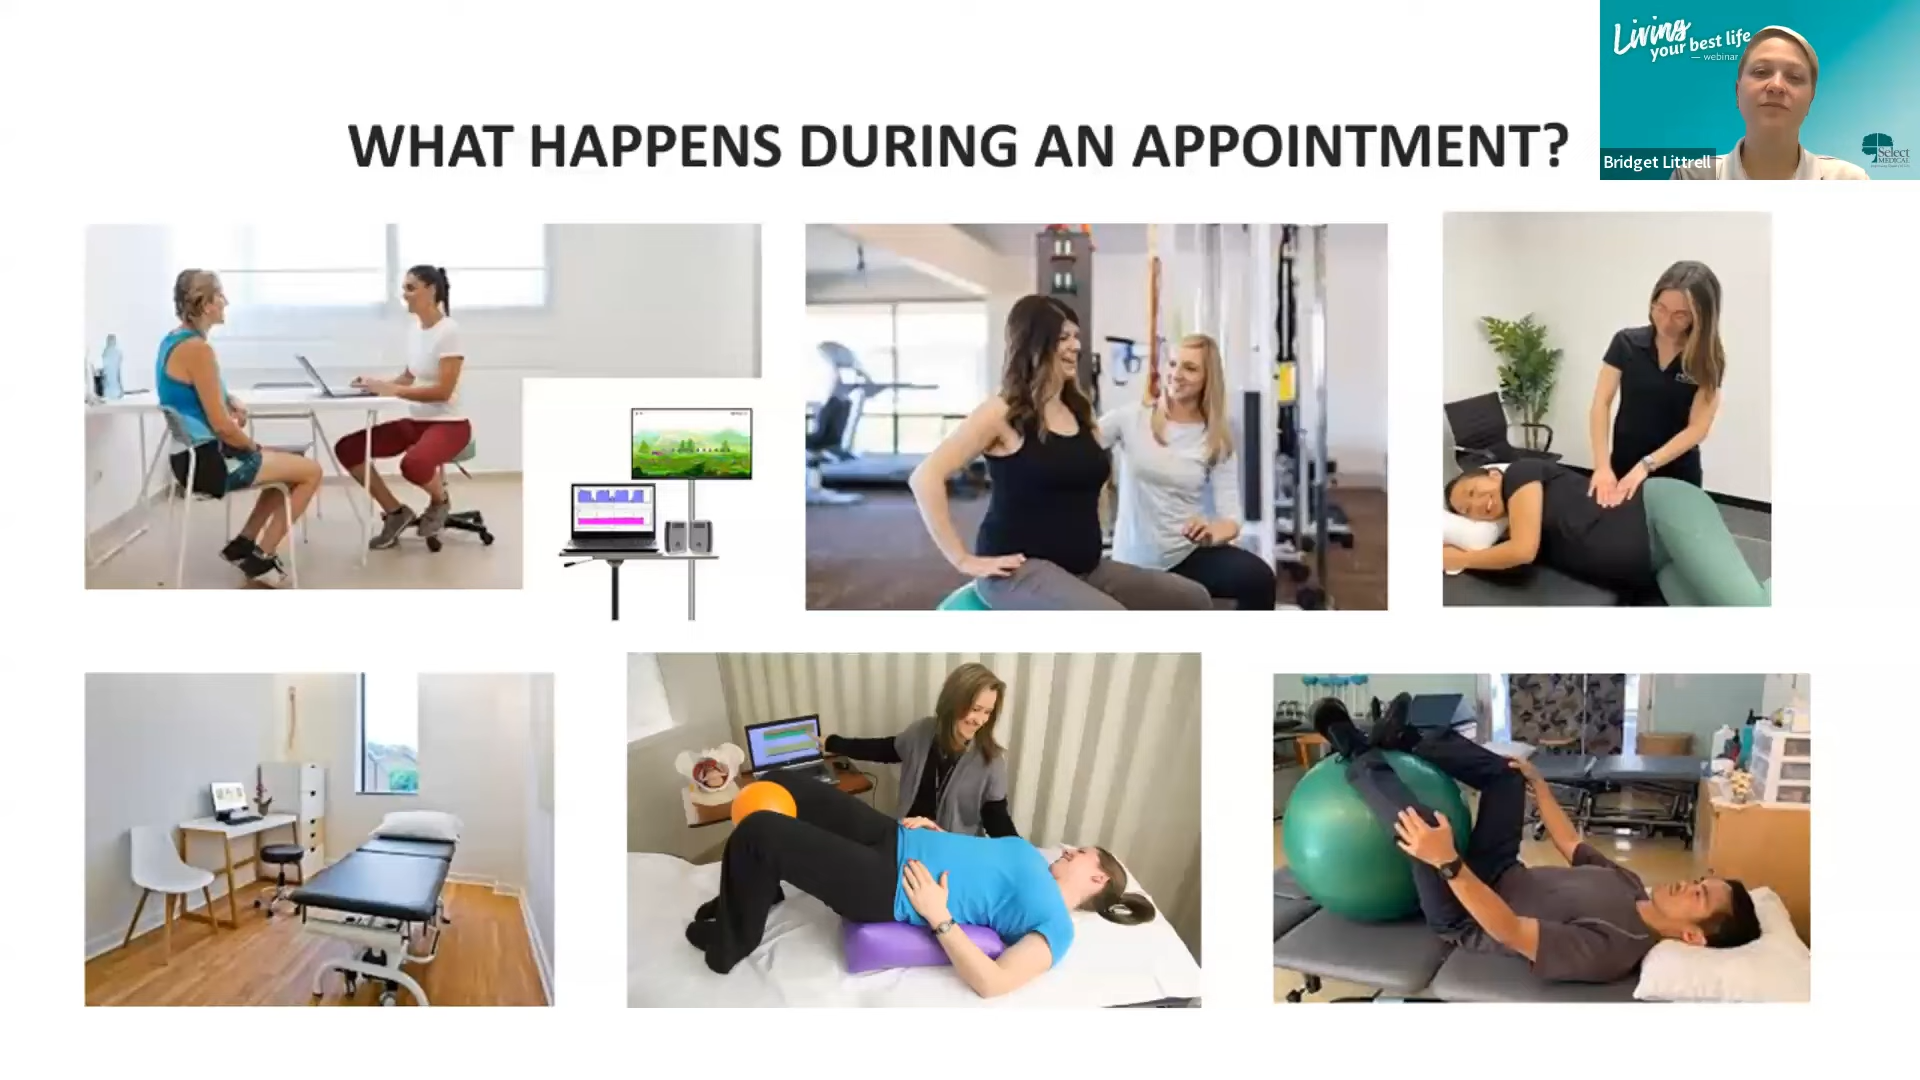 Living
your best life
— webinar
WHAT HAPPENS DURING AN APPOINTMENT?
Bridget Littrell
Select
MEDICAL